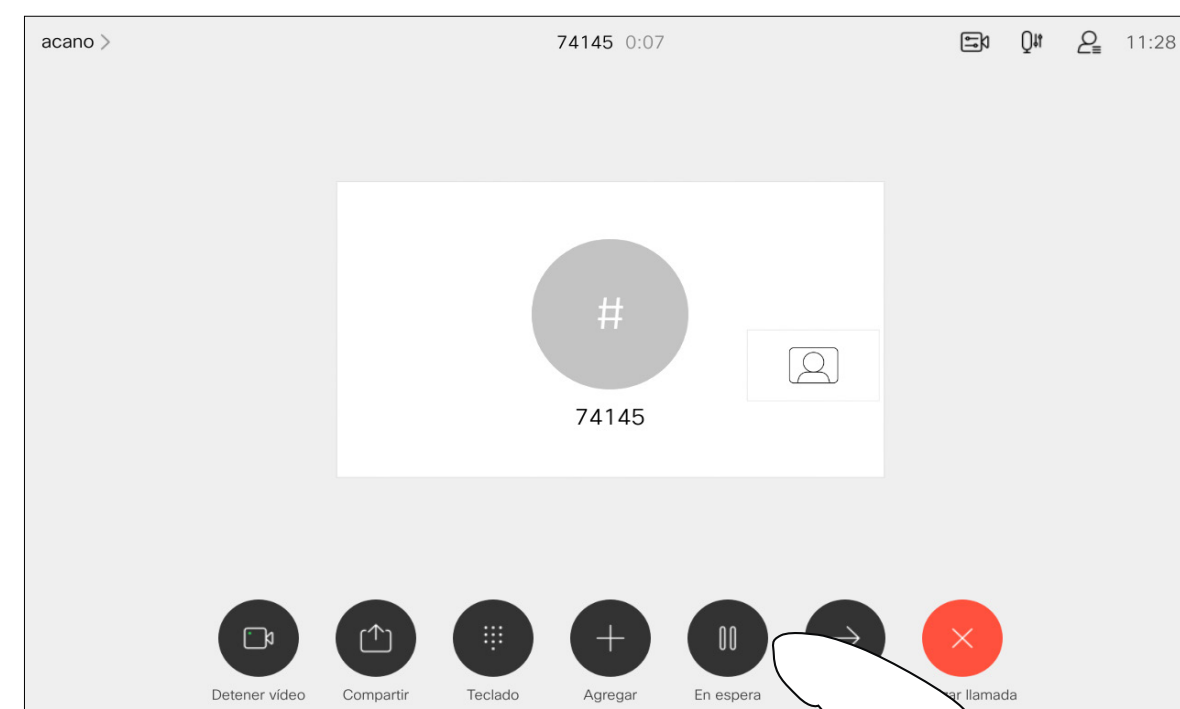 acano
74145 0:07
11:28
#
74145
Detener vídeo
Compartir
Teclado
Agregar
En espera
llamada